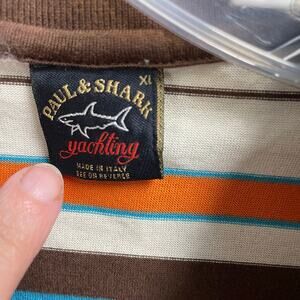 XL
PAUL & SHARK
yachting
MADE IN ITALY
SEE ON REVERSE